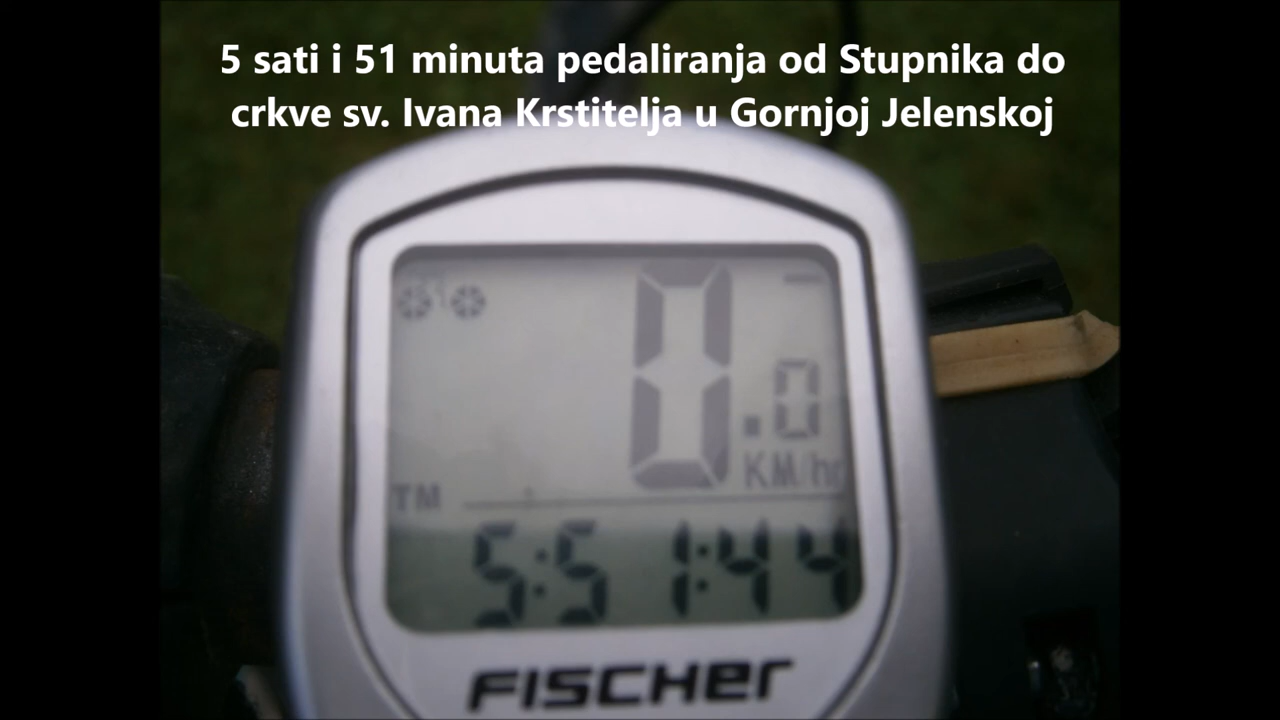 5 sati i 51 minuta pedaliranja od Stupnika do
crkve sv. Ivana Krstitelja u Gornjoj Jelenskoj
0.0
KM/hr
TM
5:51:44
FISCHER